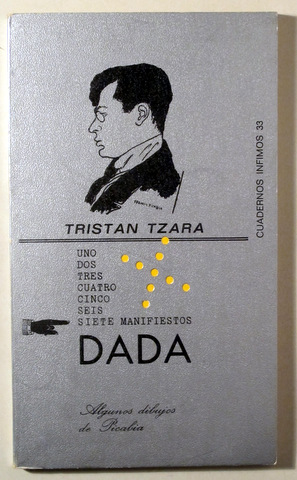 TRISTAN TZARA
CUADERNOS INFIMOS 33
UNO
DOS
TRES
CUATRO
CINCO
SEIS
SIETE MANIFIESTOS
DADA
Algunos dibujos
de Picabia